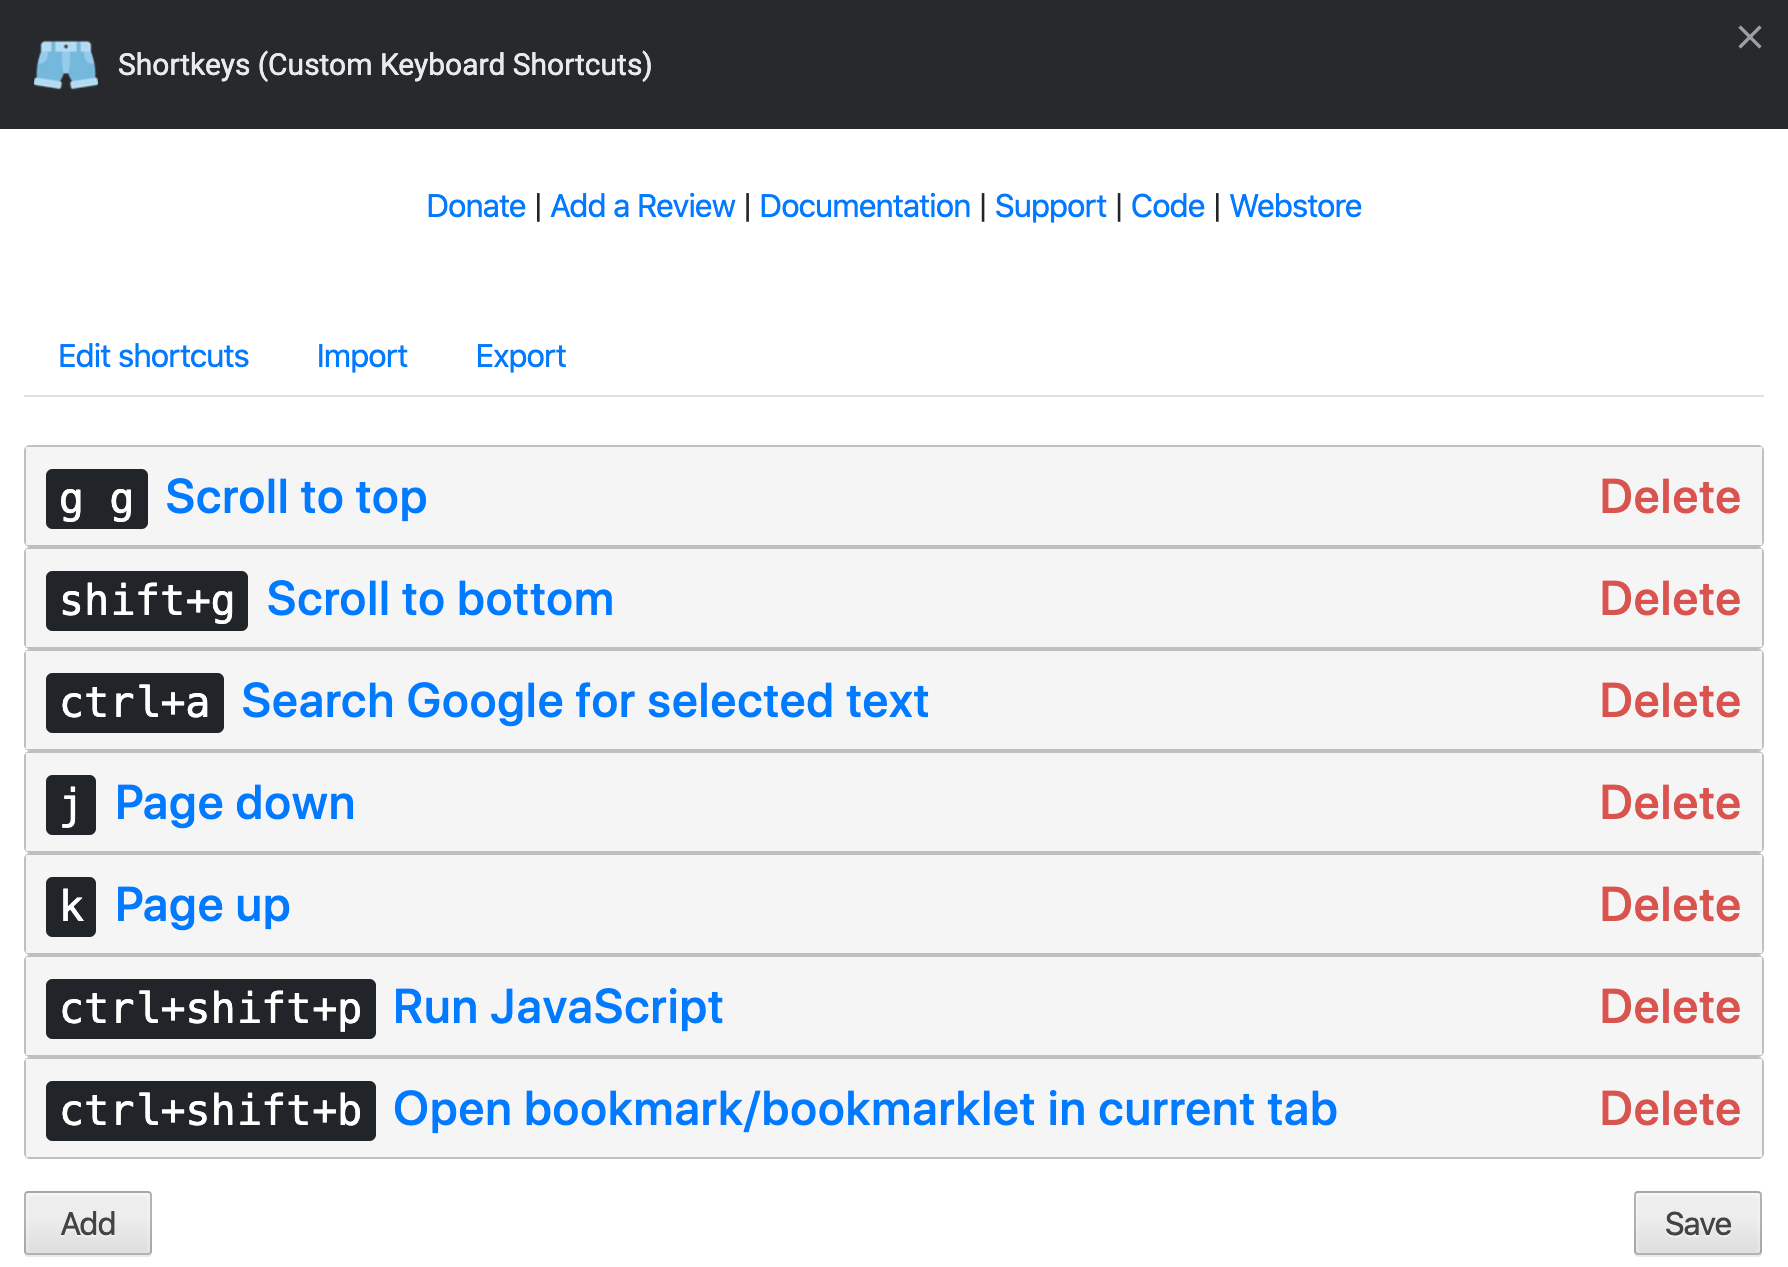 Shortkeys (Custom Keyboard Shortcuts)
Donate | Add a Review | Documentation | Support | Code | Webstore
Edit shortcuts Import Export
g g Scroll to top Delete
shift+g Scroll to bottom Delete
ctrl+a Search Google for selected text Delete
j Page down Delete
k Page up Delete
ctrl+shift+p Run JavaScript Delete
ctrl+shift+b Open bookmark/bookmarklet in current tab Delete
Add Save